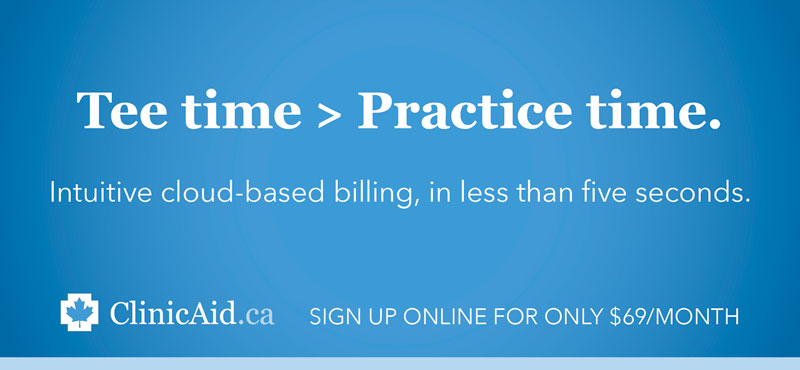 Tee time > Practice time.
Intuitive cloud-based billing, in less than five seconds.
ClinicAid.ca SIGN UP ONLINE FOR ONLY $69/MONTH